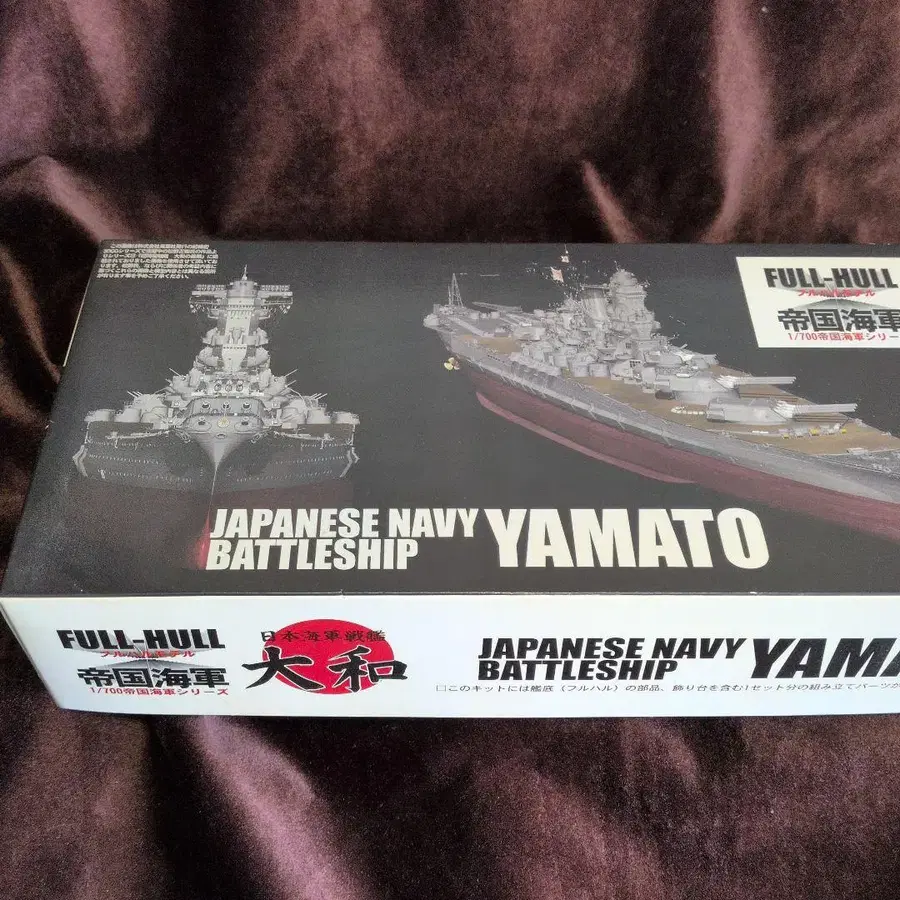 FULL-HULL
フルハルモデル
帝国海軍
1/700帝国海軍シリー
JAPANESE NAVY
BATTLESHIP
YAMATO
FULL-HULL
フルハルモデル
帝国海軍
1/700帝国海軍シリーズ
日本海軍戦艦
大和
JAPANESE NAVY
BATTLESHIP
YAMA
□このキットには艦底(フルハル)の部品、飾り台を含む1セット分の組み立てパーツが